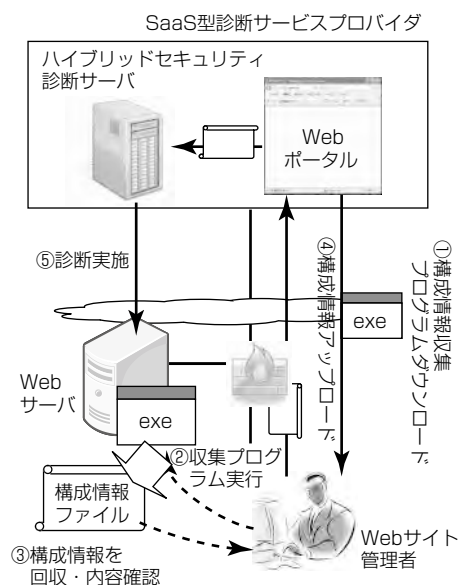 SaaS型診断サービスプロバイダ
ハイブリッドセキュリティ
診断サーバ
Web
ポータル
⑤診断実施
④構成情報アップロード
①構成情報収集
プログラムダウンロード
exe
Web
サーバ
exe
②収集プログ
ラム実行
構成情報
ファイル
③構成情報を
回収・内容確認
Webサイト
管理者